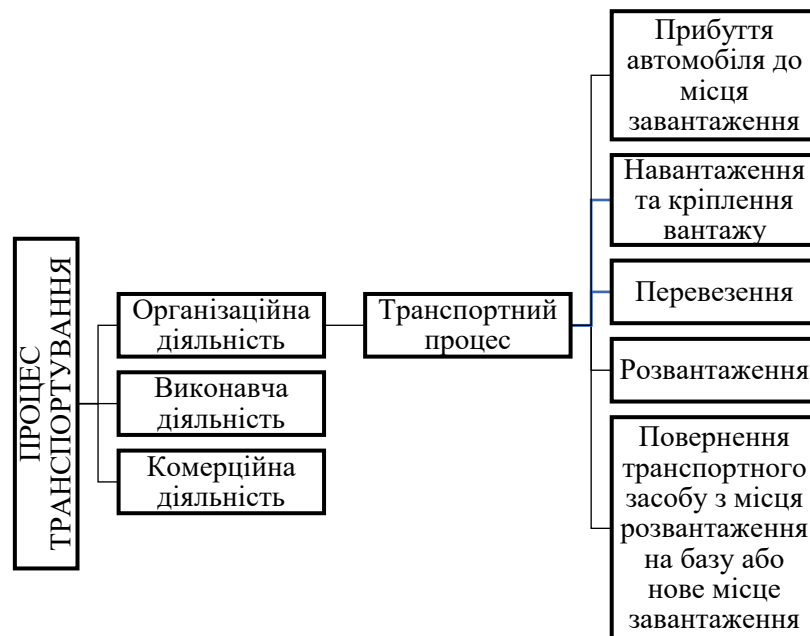 ПРОЦЕС
ТРАНСПОРТУВАННЯ
Організаційна
діяльність
Виконавча
діяльність
Комерційна
діяльність
Транспортний
процес
Прибуття
автомобіля до
місця
завантаження
Навантаження
та кріплення
вантажу
Перевезення
Розвантаження
Повернення
транспортного
засобу з місця
розвантаження
на базу або
нове місце
завантаження